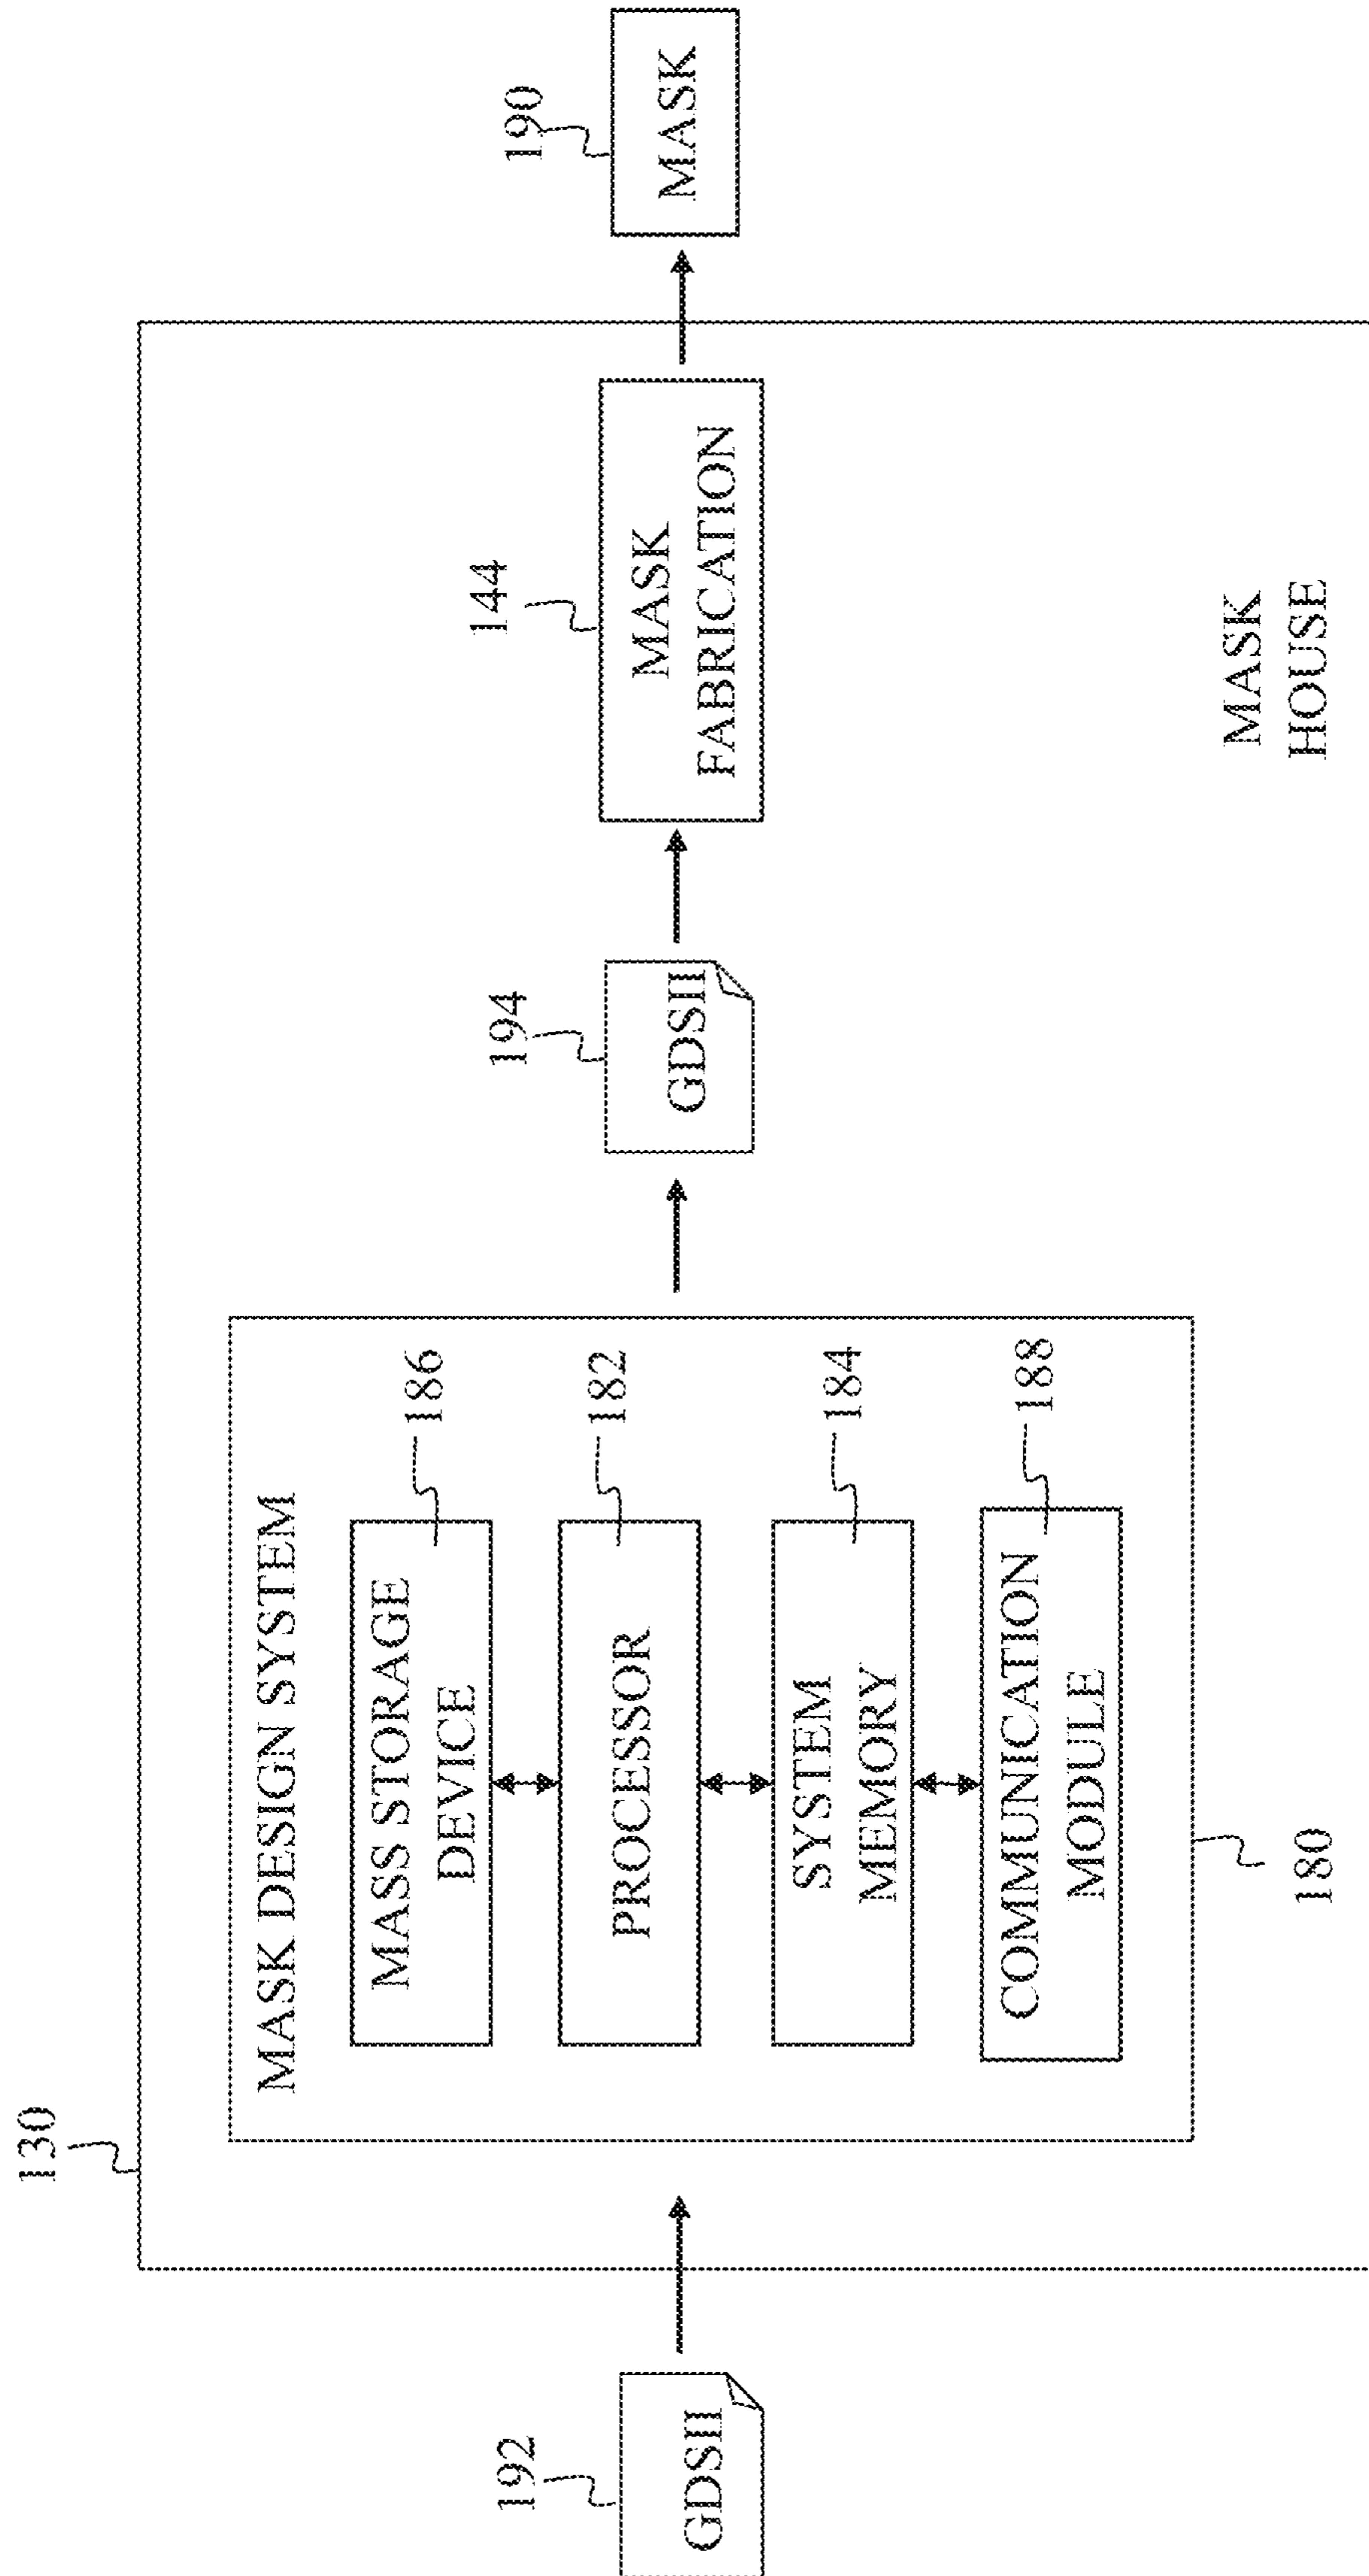 130
192
GDSII
MASK DESIGN SYSTEM
MASS STORAGE
DEVICE
186
PROCESSOR
182
SYSTEM
MEMORY
184
COMMUNICATION
MODULE
188
180
194
GDSII
144
MASK
FABRICATION
MASK
HOUSE
190
MASK